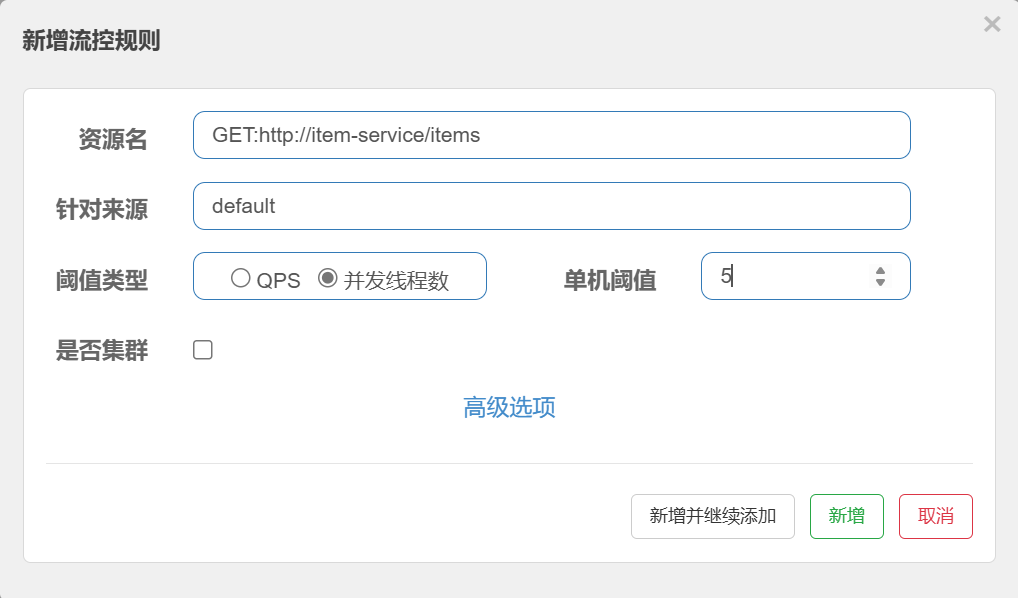 新增流控规则
×
资源名 GET:http://item-service/items
针对来源 default
阈值类型 QPS 并发线程数 单机阈值 5
是否集群
高级选项
新增并继续添加 新增 取消